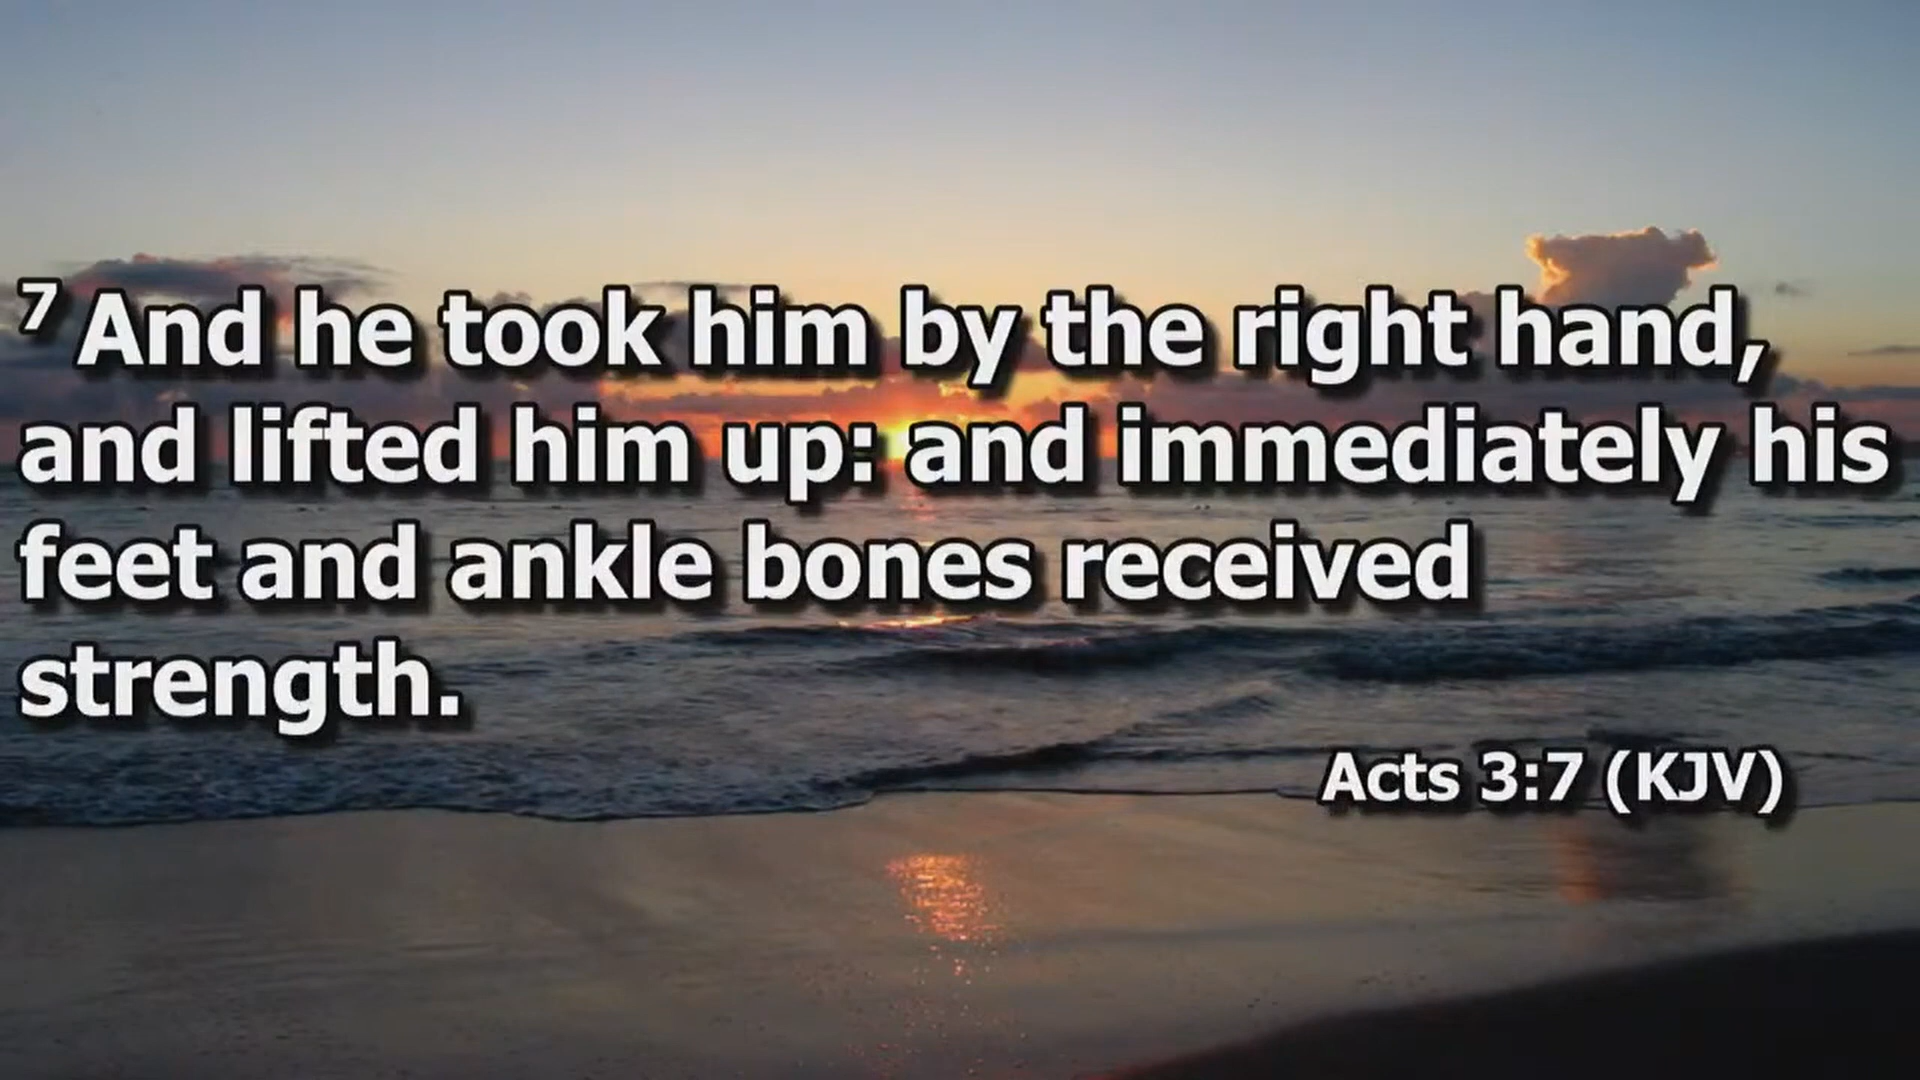 7 And he took him by the right hand,
and lifted him up: and immediately his
feet and ankle bones received
strength.
Acts 3:7 (KJV)